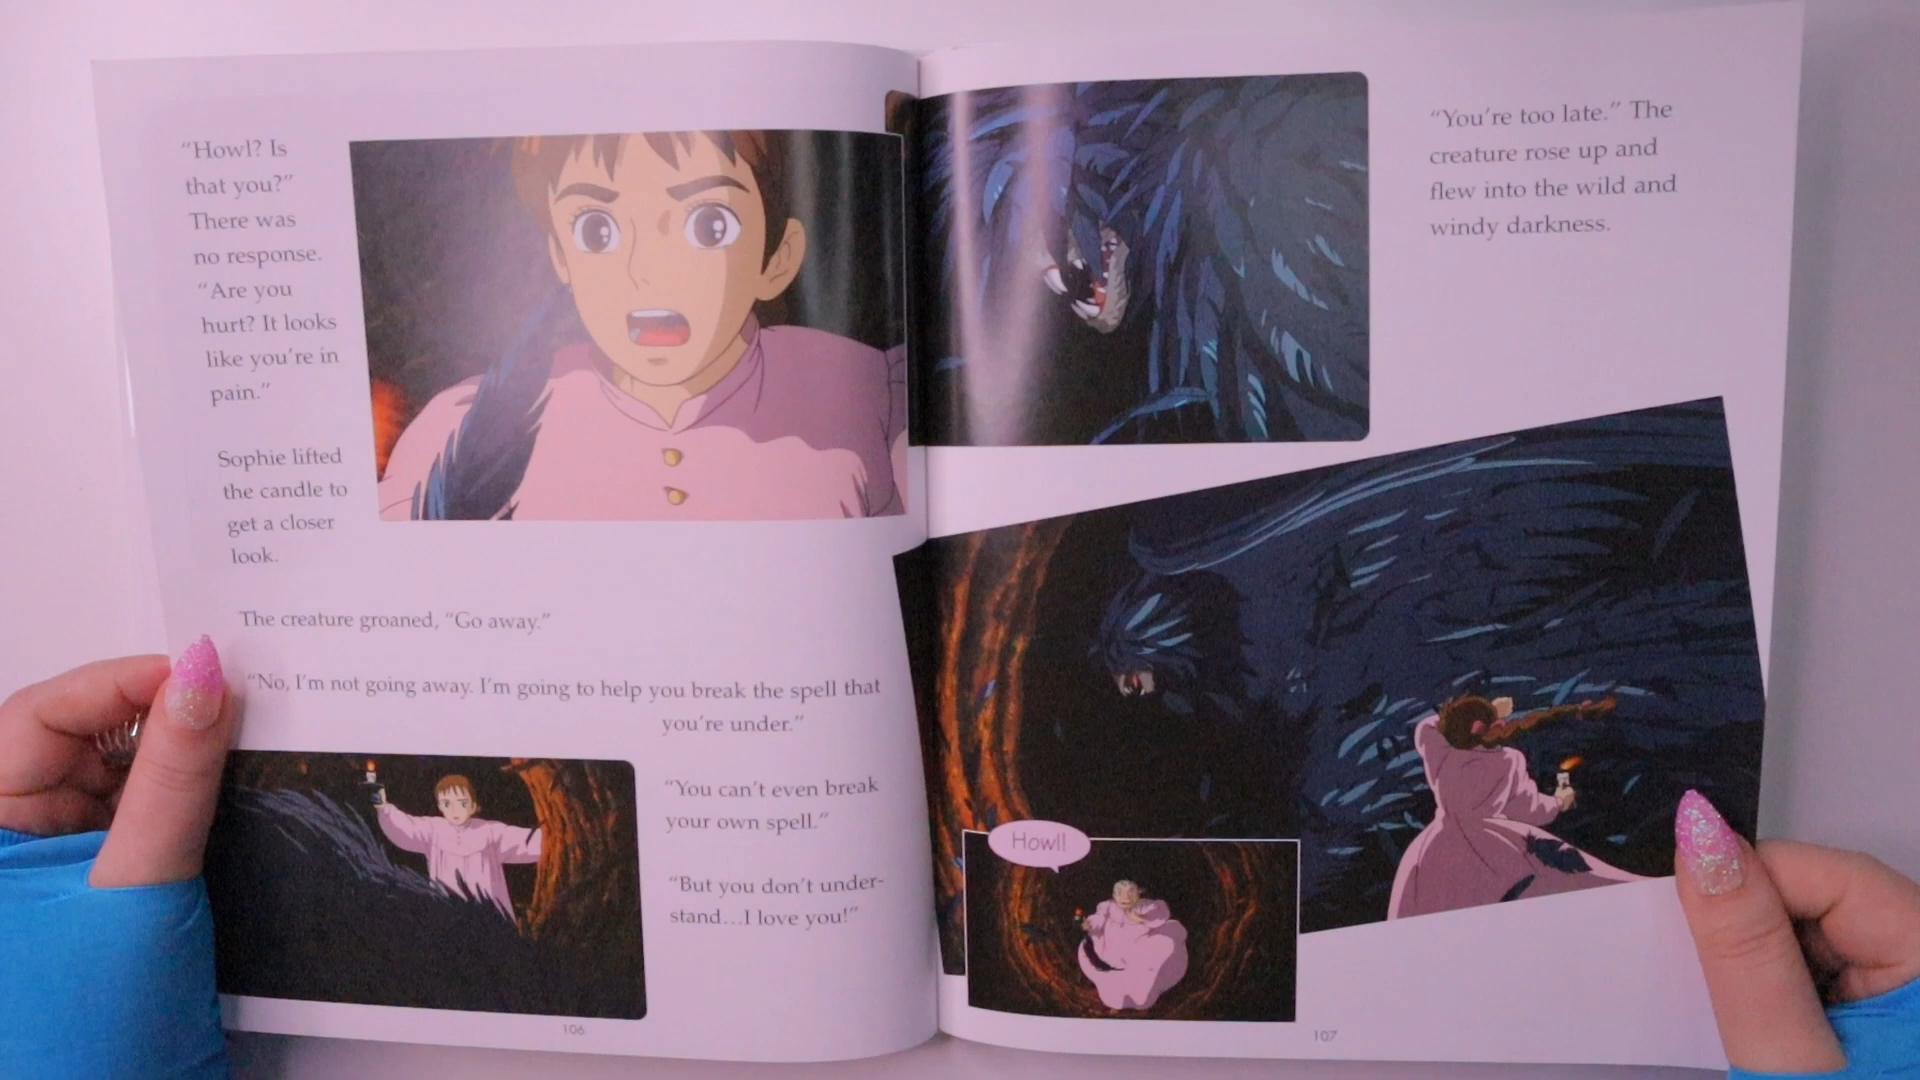 “Howl? Is
that you?”
There was
no response.
“Are you
hurt? It looks
like you’re in
pain.”
Sophie lifted
the candle to
get a closer
look.
The creature groaned, “Go away.”
“No, I’m not going away. I’m going to help you break the spell that
you’re under.”
“You can’t even break
your own spell.”
“But you don’t under-
stand…I love you!”
106
“You’re too late.” The
creature rose up and
flew into the wild and
windy darkness.
Howl!
107